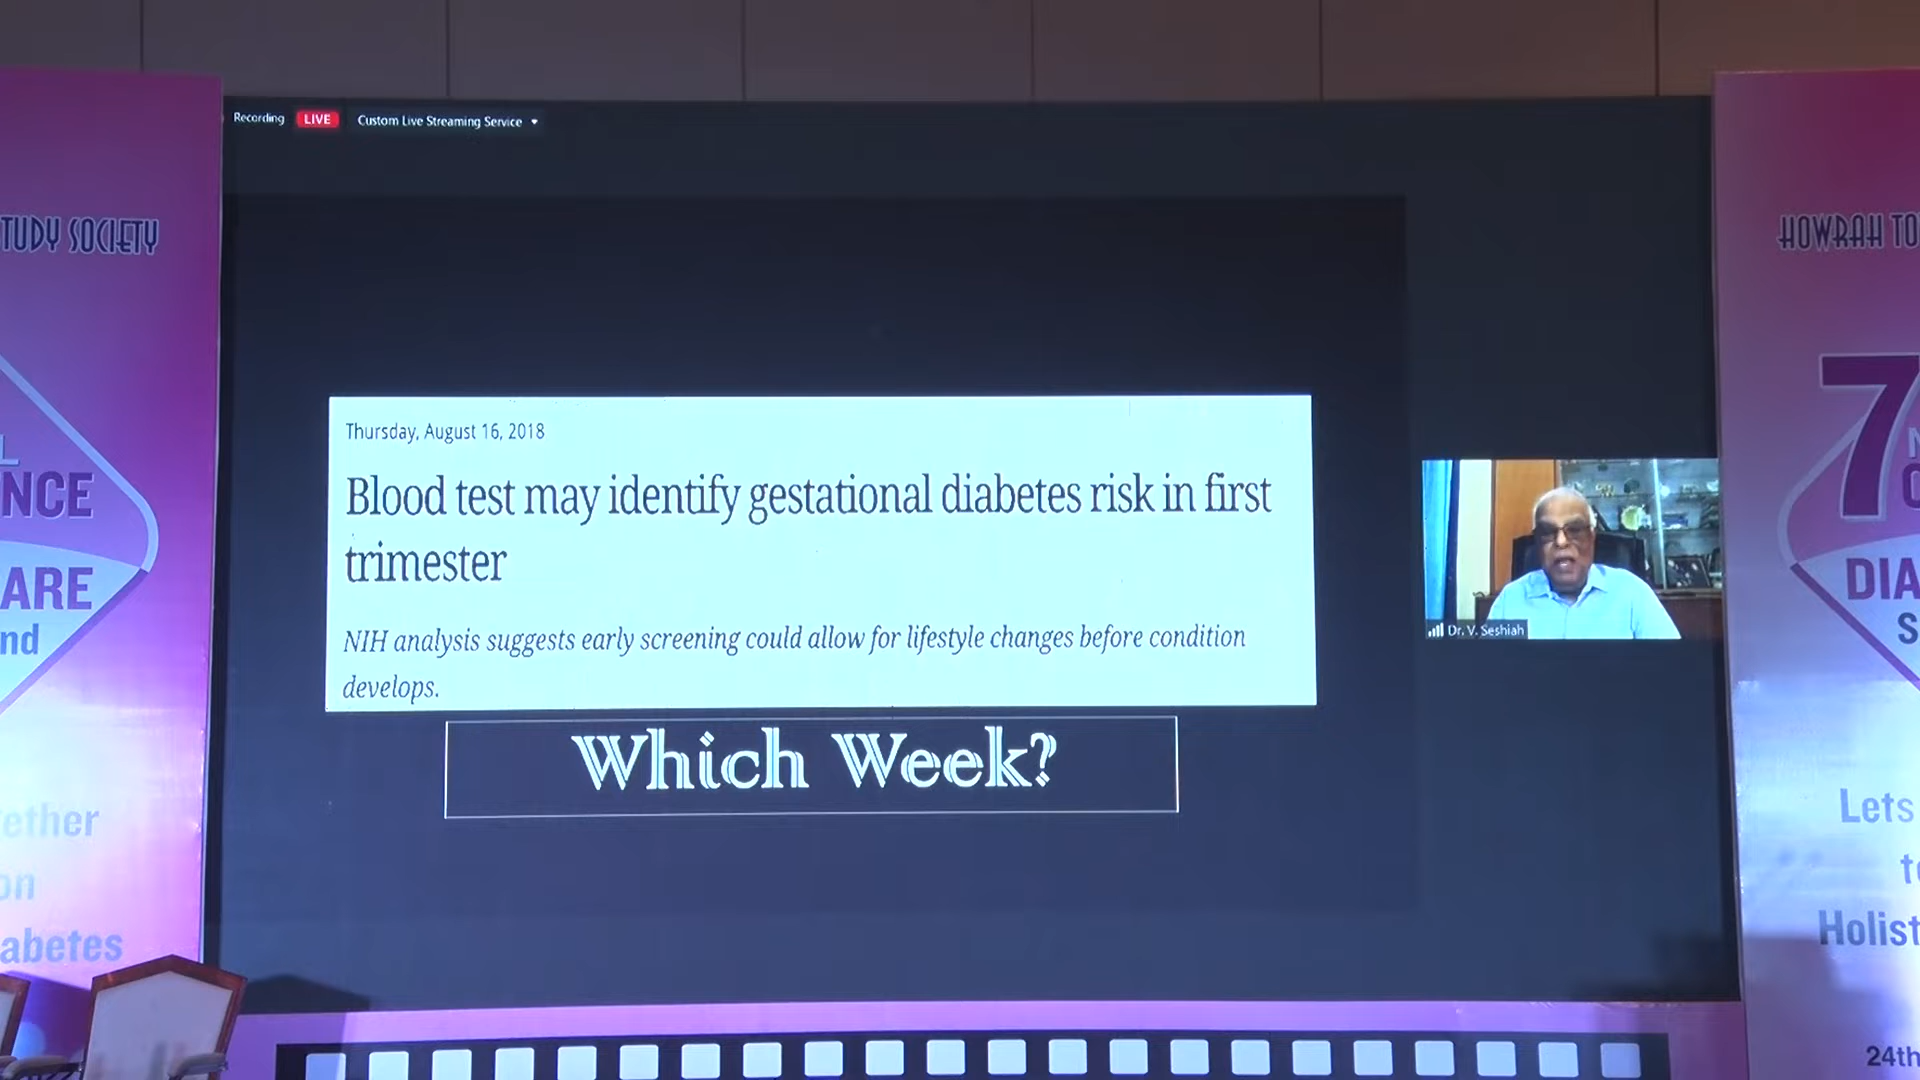 Recording LIVE Custom Live Streaming Service
TUDY SOCIETY
NCE
ARE
nd
ether
on
abetes
Thursday, August 16, 2018
Blood test may identify gestational diabetes risk in first
trimester
NIH analysis suggests early screening could allow for lifestyle changes before condition
develops.
Which Week?
Dr. V. Seshiah
HOWRAH TO
7
DIA
S
Lets
Holist
24th